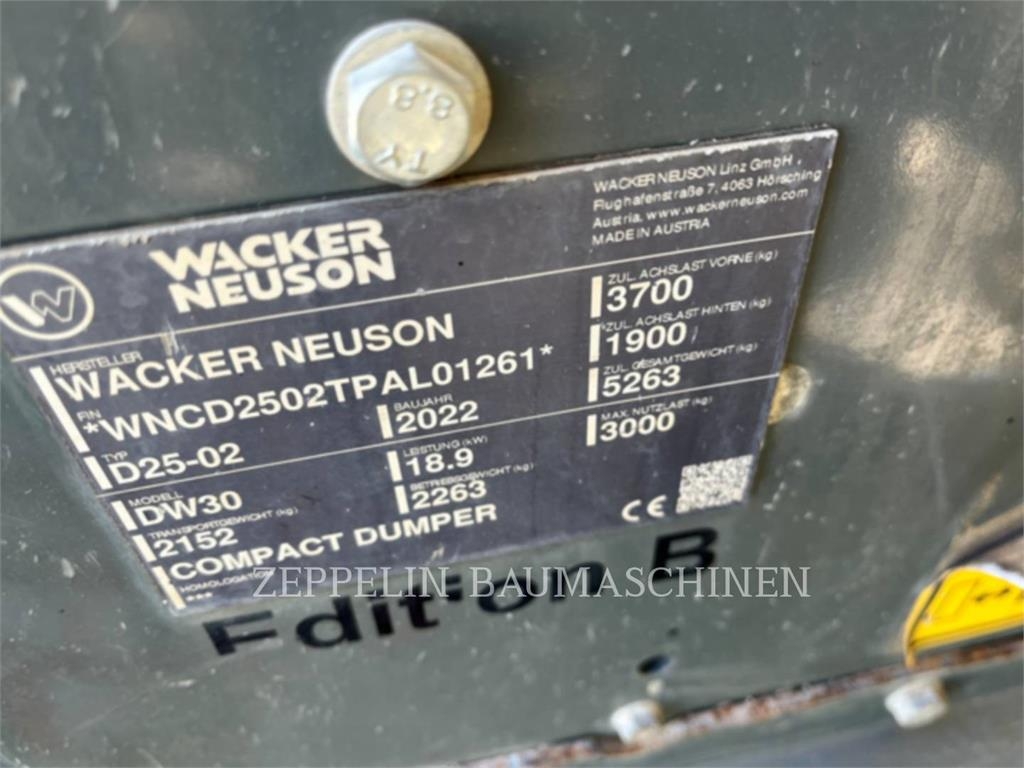 TY
8.8
WACKER
NEUSON
WACKER NEUSON Linz GmbH
Flughafenstraße 7, 4063 Hörsching
Austria, www.wackerneuson.com
MADE IN AUSTRIA
HERSTELLER
WACKER NEUSON
FIN
*WNCD2502TPAL01261*
TYP
D25-02
BAUJAHR
2022
MODELL
DW30
LEISTUNG (kW)
18.9
TRANSPORTGEWICHT (kg)
2152
BETRIEBSGEWICHT (kg)
2263
COMPACT DUMPER
HOMOLOGATION
***
ZUL. ACHSLAST VORNE (kg)
3700
ZUL. ACHSLAST HINTEN (kg)
1900
ZUL. GESAMTGEWICHT (kg)
5263
MAX. NUTZLAST (kg)
3000
CE
Edition B
ZEPPELIN BAUMASCHINEN